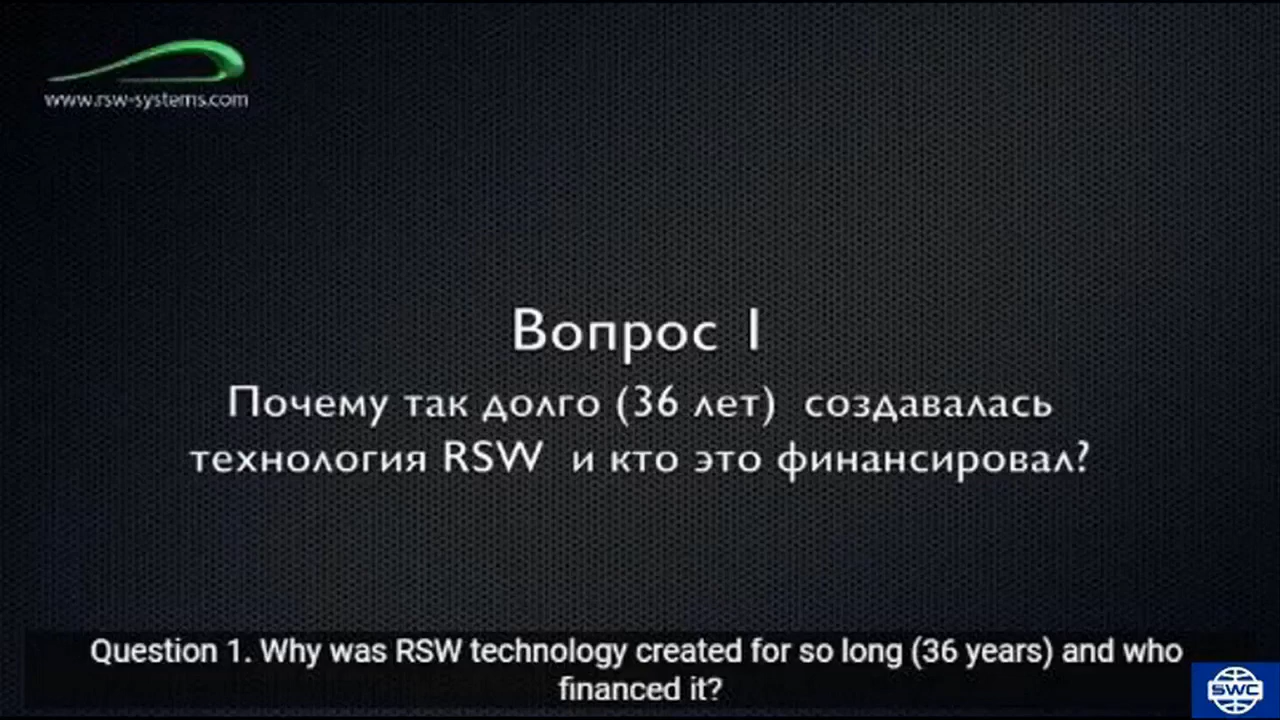 www.rsw-systems.com
Вопрос 1
Почему так долго (36 лет) создавалась
технология RSW и кто это финансировал?
Question 1. Why was RSW technology created for so long (36 years) and who
financed it?
SWC